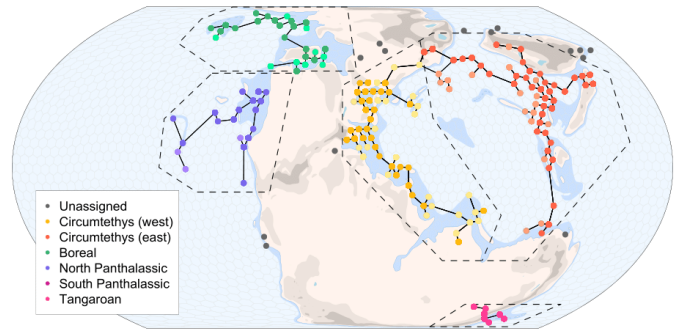 Unassigned
Circumtethys (west)
Circumtethys (east)
Boreal
North Panthalassic
South Panthalassic
Tangaroan